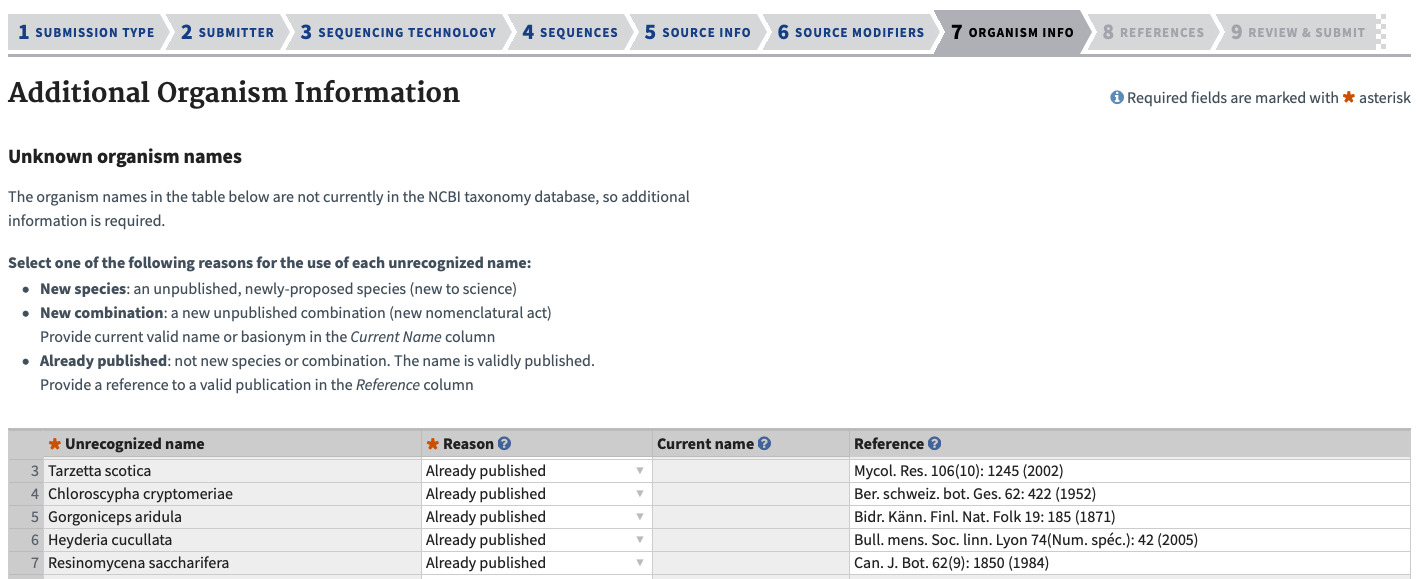 1 SUBMISSION TYPE 2 SUBMITTER 3 SEQUENCING TECHNOLOGY 4 SEQUENCES 5 SOURCE INFO 6 SOURCE MODIFIERS 7 ORGANISM INFO 8 REFERENCES 9 REVIEW & SUBMIT
Additional Organism Information
Required fields are marked with * asterisk
Unknown organism names
The organism names in the table below are not currently in the NCBI taxonomy database, so additional
information is required.
Select one of the following reasons for the use of each unrecognized name:
• New species: an unpublished, newly-proposed species (new to science)
• New combination: a new unpublished combination (new nomenclatural act)
Provide current valid name or basionym in the Current Name column
• Already published: not new species or combination. The name is validly published.
Provide a reference to a valid publication in the Reference column
* Unrecognized name * Reason Current name Reference
3 Tarzetta scotica Already published Mycol. Res. 106(10): 1245 (2002)
4 Chloroscypha cryptomeriae Already published Ber. schweiz. bot. Ges. 62: 422 (1952)
5 Gorgoniceps aridula Already published Bidr. Känn. Finl. Nat. Folk 19: 185 (1871)
6 Heyderia cucullata Already published Bull. mens. Soc. linn. Lyon 74(Num. spéc.): 42 (2005)
7 Resinomycena saccharifera Already published Can. J. Bot. 62(9): 1850 (1984)